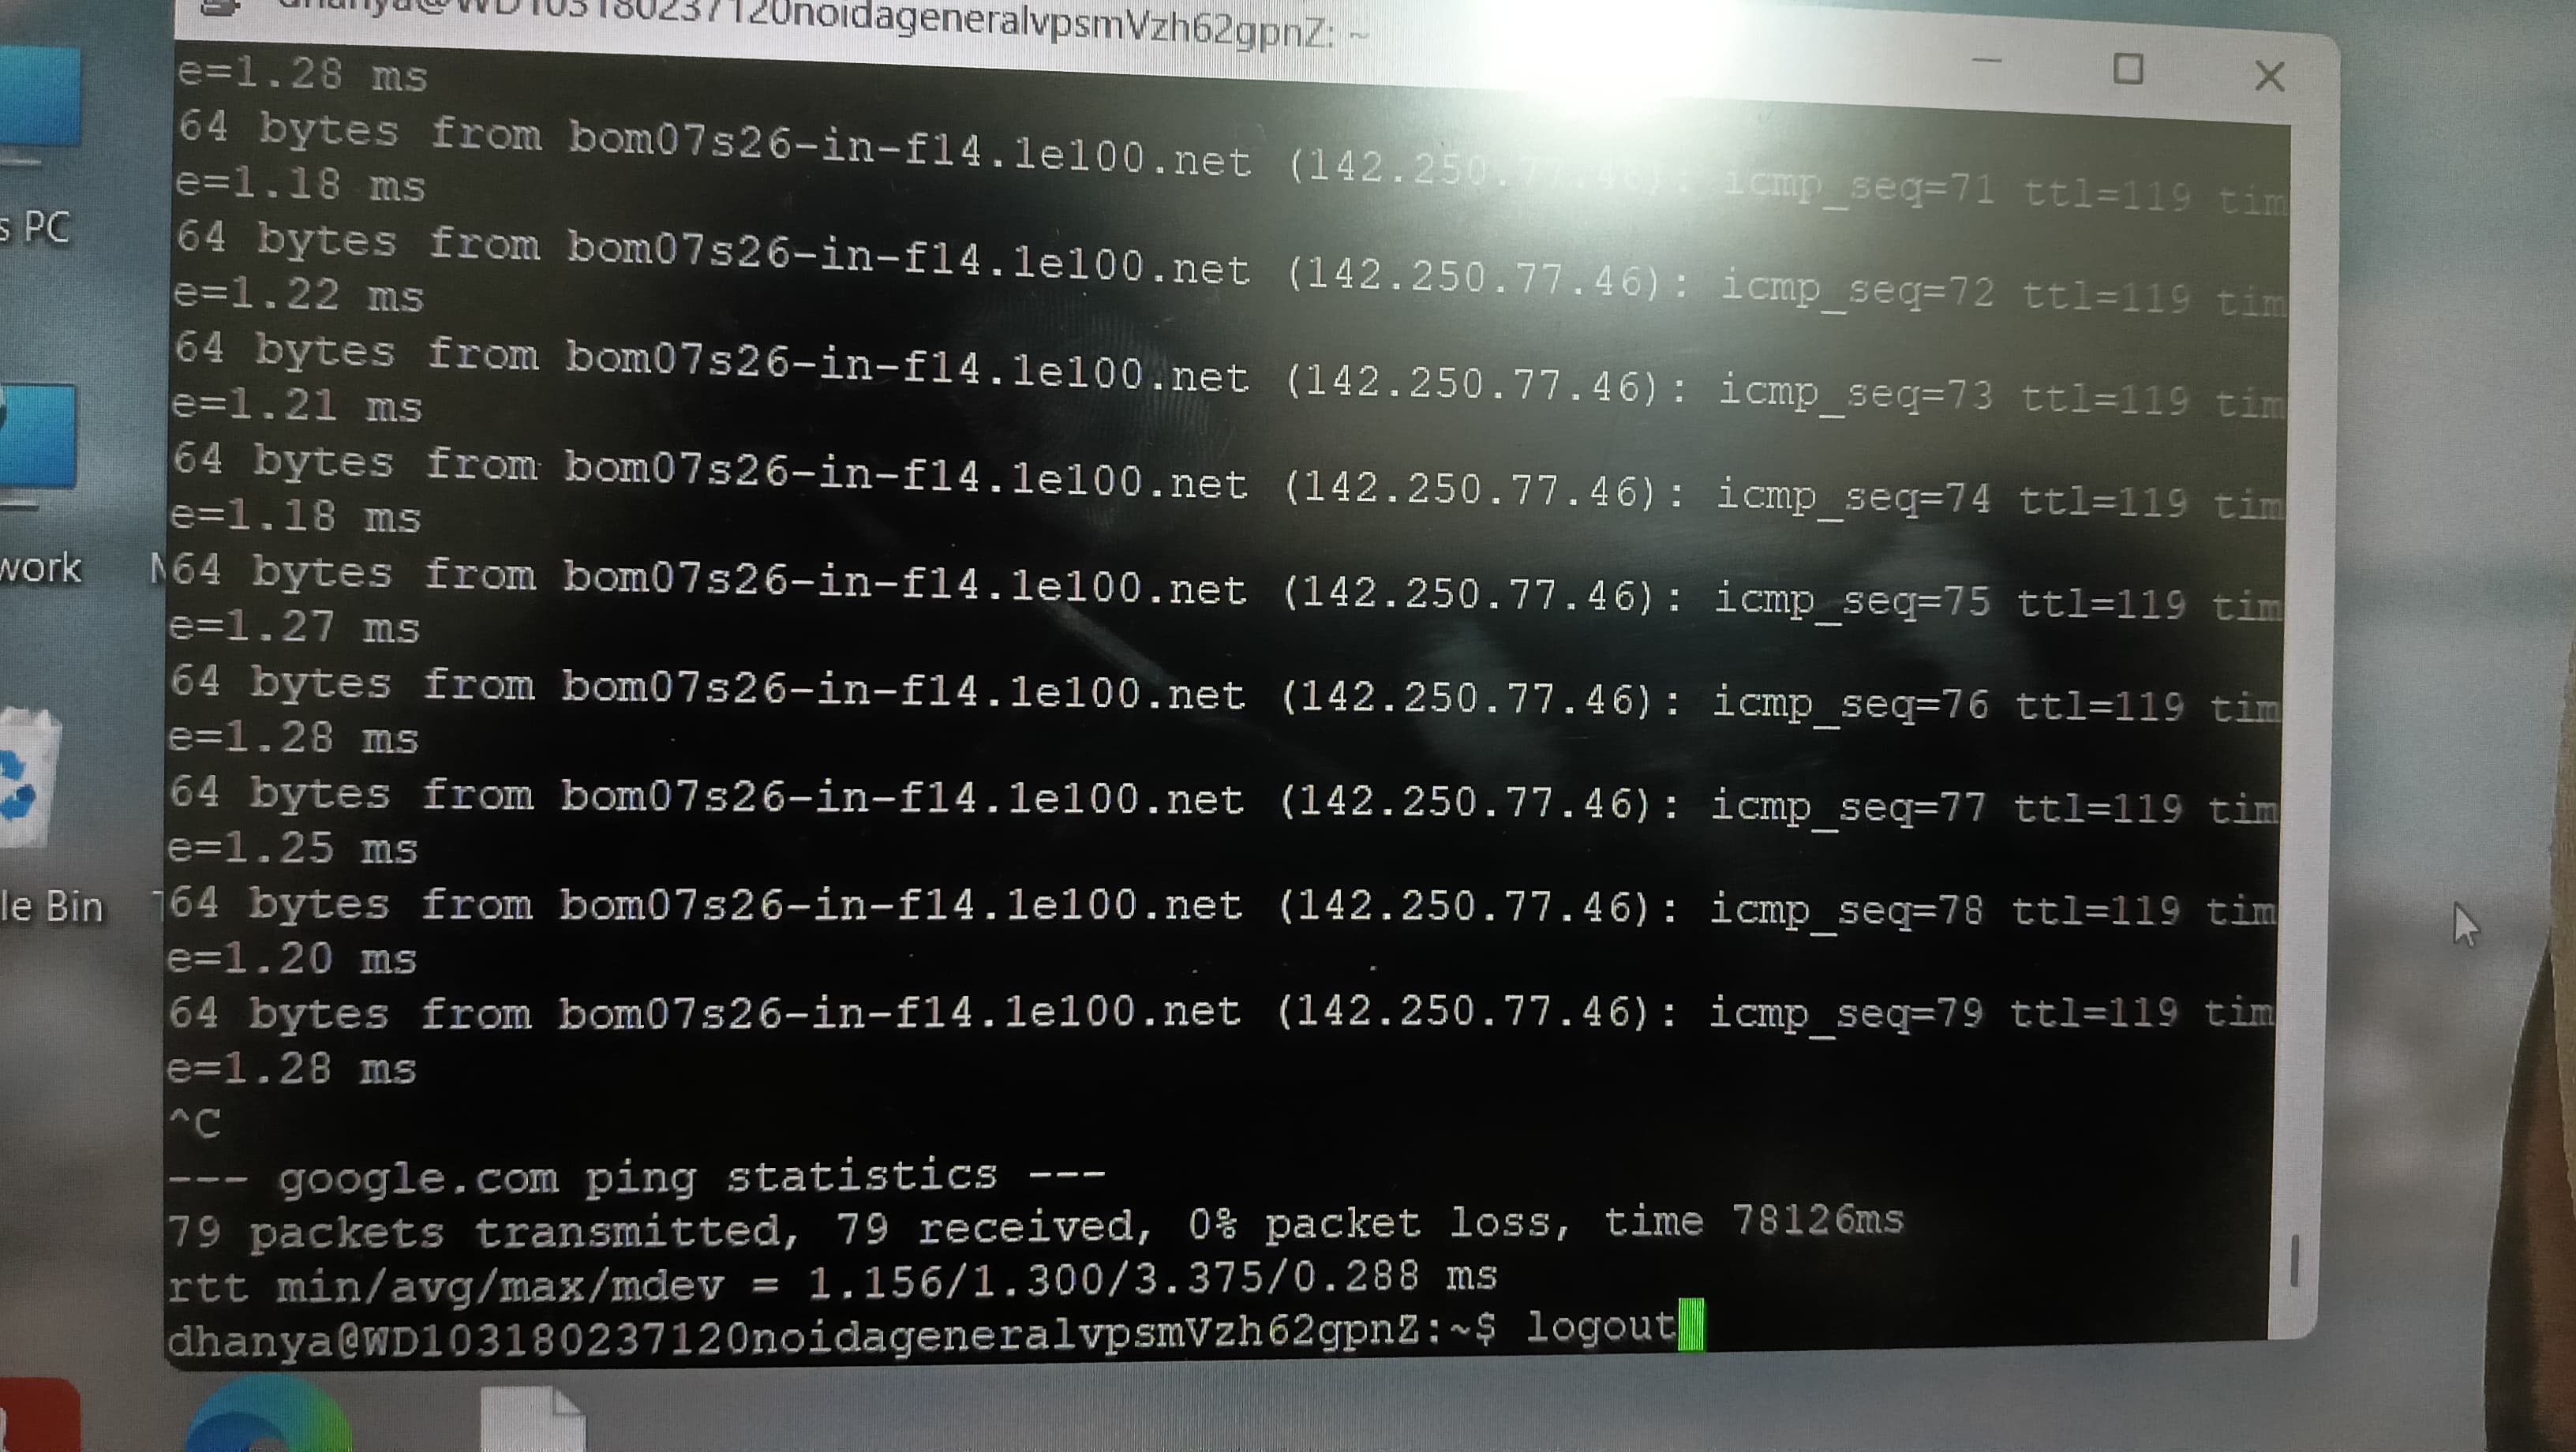 dhanya@WD103180237120noidageneralvpsmVzh62gpnZ: ~
e=1.28 ms
64 bytes from bom07s26-in-f14.1e100.net (142.250.77.46): icmp_seq=71 ttl=119 tim
e=1.18 ms
64 bytes from bom07s26-in-f14.1e100.net (142.250.77.46): icmp_seq=72 ttl=119 tim
e=1.22 ms
64 bytes from bom07s26-in-f14.1e100.net (142.250.77.46): icmp_seq=73 ttl=119 tim
e=1.21 ms
64 bytes from bom07s26-in-f14.1e100.net (142.250.77.46): icmp_seq=74 ttl=119 tim
e=1.18 ms
64 bytes from bom07s26-in-f14.1e100.net (142.250.77.46): icmp_seq=75 ttl=119 tim
e=1.27 ms
64 bytes from bom07s26-in-f14.1e100.net (142.250.77.46): icmp_seq=76 ttl=119 tim
e=1.28 ms
64 bytes from bom07s26-in-f14.1e100.net (142.250.77.46): icmp_seq=77 ttl=119 tim
e=1.25 ms
64 bytes from bom07s26-in-f14.1e100.net (142.250.77.46): icmp_seq=78 ttl=119 tim
e=1.20 ms
64 bytes from bom07s26-in-f14.1e100.net (142.250.77.46): icmp_seq=79 ttl=119 tim
e=1.28 ms
^C
--- google.com ping statistics ---
79 packets transmitted, 79 received, 0% packet loss, time 78126ms
rtt min/avg/max/mdev = 1.156/1.300/3.375/0.288 ms
dhanya@WD103180237120noidageneralvpsmVzh62gpnZ:~$ logout
s PC
work
le Bin